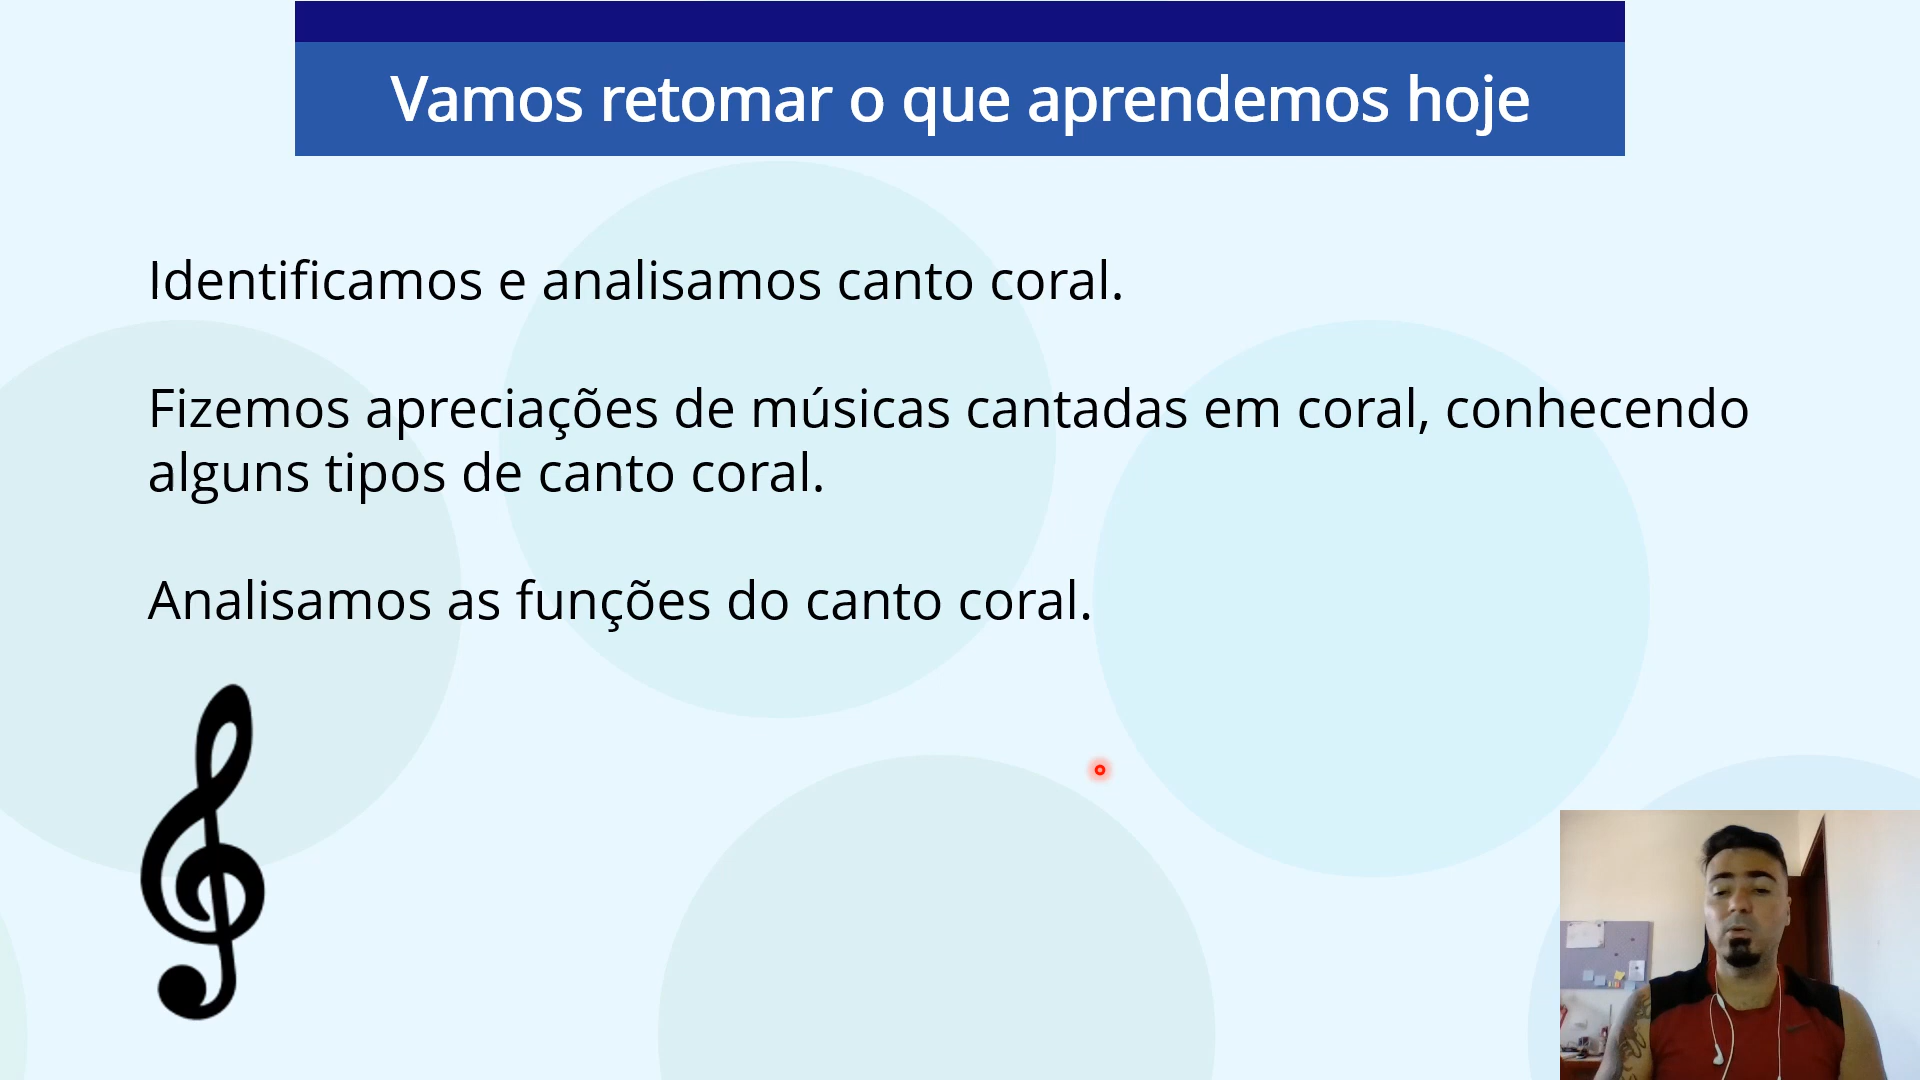 Vamos retomar o que aprendemos hoje
Identificamos e analisamos canto coral.
Fizemos apreciações de músicas cantadas em coral, conhecendo
alguns tipos de canto coral.
Analisamos as funções do canto coral.